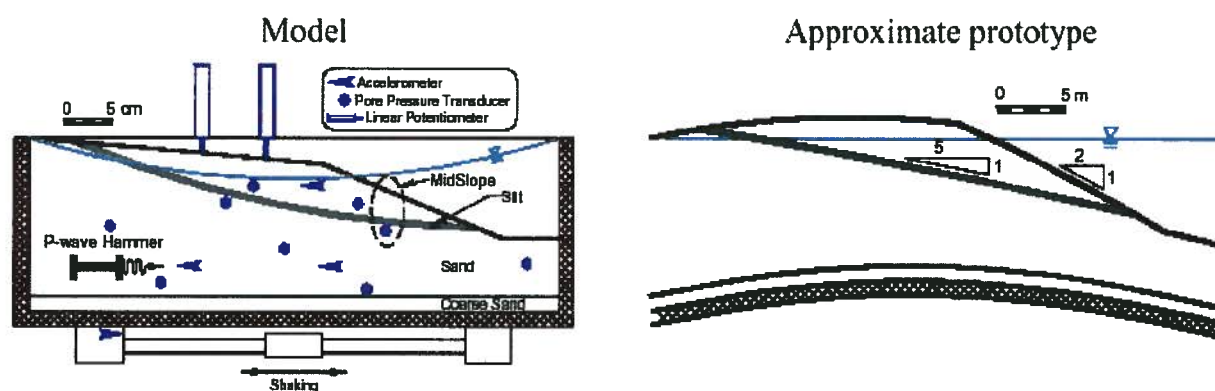 Model
Approximate prototype
Accelerometer
Pore Pressure Transducer
Linear Potentiometer
0 5 cm
0 5 m
5
1
2
1
MidSlope
Silt
P-wave Hammer
Sand
Coarse Sand
Shaking